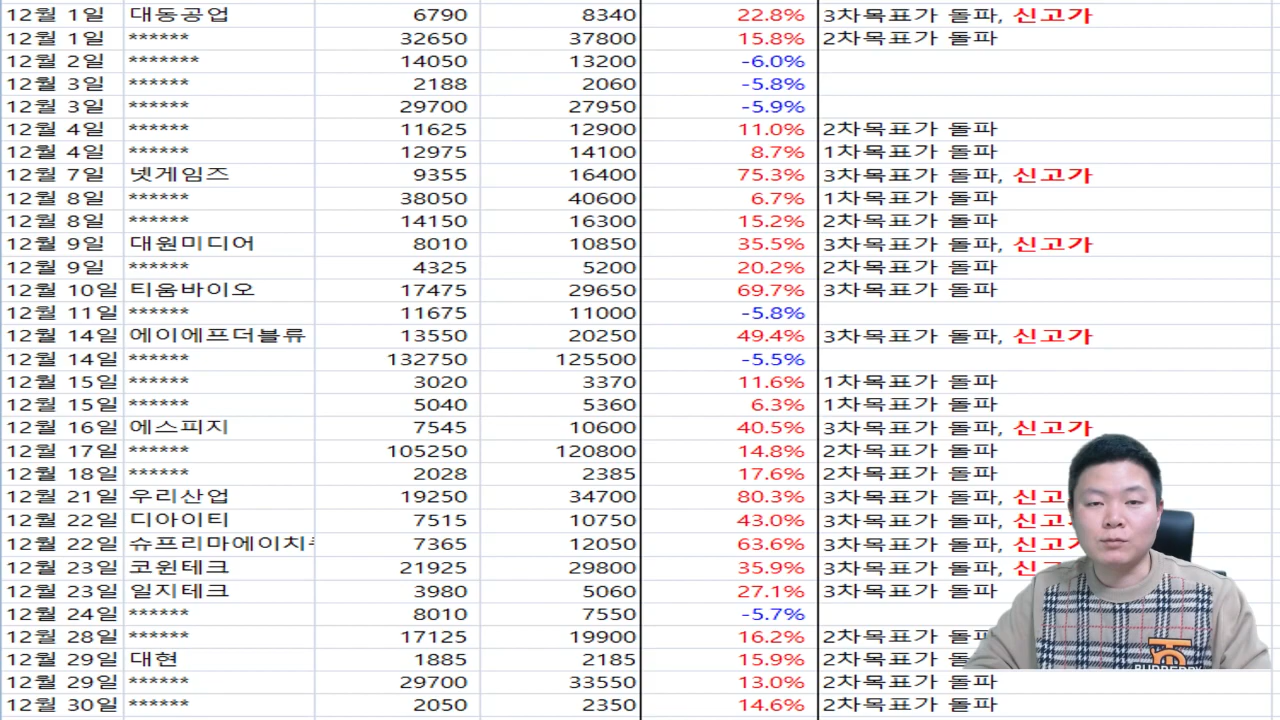 12월 1일 대동공업 6790 8340 22.8% 3차목표가 돌파, 신고가
12월 1일 ****** 32650 37800 15.8% 2차목표가 돌파
12월 2일 ******* 14050 13200 -6.0%
12월 3일 ****** 2188 2060 -5.8%
12월 3일 ****** 29700 27950 -5.9%
12월 4일 ****** 11625 12900 11.0% 2차목표가 돌파
12월 4일 ****** 12975 14100 8.7% 1차목표가 돌파
12월 7일 넷게임즈 9355 16400 75.3% 3차목표가 돌파, 신고가
12월 8일 ****** 38050 40600 6.7% 1차목표가 돌파
12월 8일 ****** 14150 16300 15.2% 2차목표가 돌파
12월 9일 대원미디어 8010 10850 35.5% 3차목표가 돌파, 신고가
12월 9일 ****** 4325 5200 20.2% 2차목표가 돌파
12월 10일 티움바이오 17475 29650 69.7% 3차목표가 돌파
12월 11일 ****** 11675 11000 -5.8%
12월 14일 에이에프더블류 13550 20250 49.4% 3차목표가 돌파, 신고가
12월 14일 ****** 132750 125500 -5.5%
12월 15일 ****** 3020 3370 11.6% 1차목표가 돌파
12월 15일 ****** 5040 5360 6.3% 1차목표가 돌파
12월 16일 에스피지 7545 10600 40.5% 3차목표가 돌파, 신고가
12월 17일 ****** 105250 120800 14.8% 2차목표가 돌파
12월 18일 ****** 2028 2385 17.6% 2차목표가 돌파
12월 21일 우리산업 19250 34700 80.3% 3차목표가 돌파, 신고
12월 22일 디아이티 7515 10750 43.0% 3차목표가 돌파, 신고
12월 22일 슈프리마에이치 7365 12050 63.6% 3차목표가 돌파, 신고
12월 23일 코윈테크 21925 29800 35.9% 3차목표가 돌파, 신
12월 23일 일지테크 3980 5060 27.1% 3차목표가 돌파
12월 24일 ****** 8010 7550 -5.7%
12월 28일 ****** 17125 19900 16.2% 2차목표가 돌파
12월 29일 대현 1885 2185 15.9% 2차목표가 돌
12월 29일 ****** 29700 33550 13.0% 2차목표가 돌파
12월 30일 ****** 2050 2350 14.6% 2차목표가 돌파